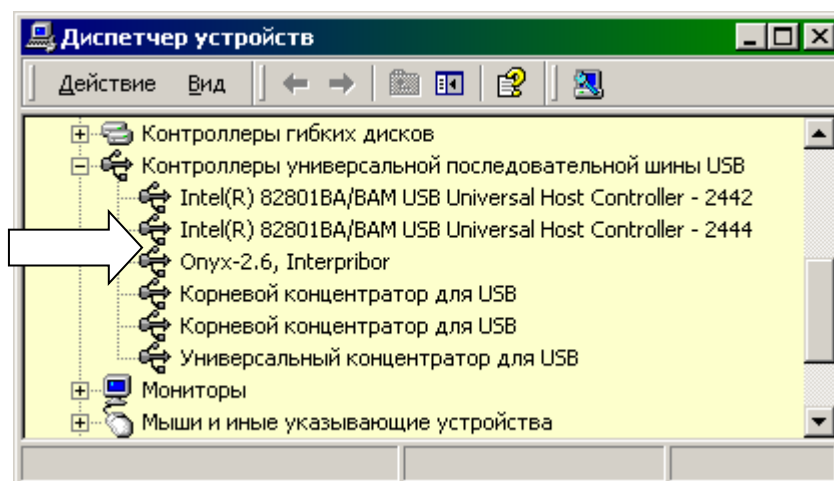 Диспетчер устройств
Действие Вид
Контроллеры гибких дисков
Контроллеры универсальной последовательной шины USB
Intel(R) 82801BA/BAM USB Universal Host Controller - 2442
Intel(R) 82801BA/BAM USB Universal Host Controller - 2444
Onyx-2.6, Interpribor
Корневой концентратор для USB
Корневой концентратор для USB
Универсальный концентратор для USB
Мониторы
Мыши и иные указывающие устройства